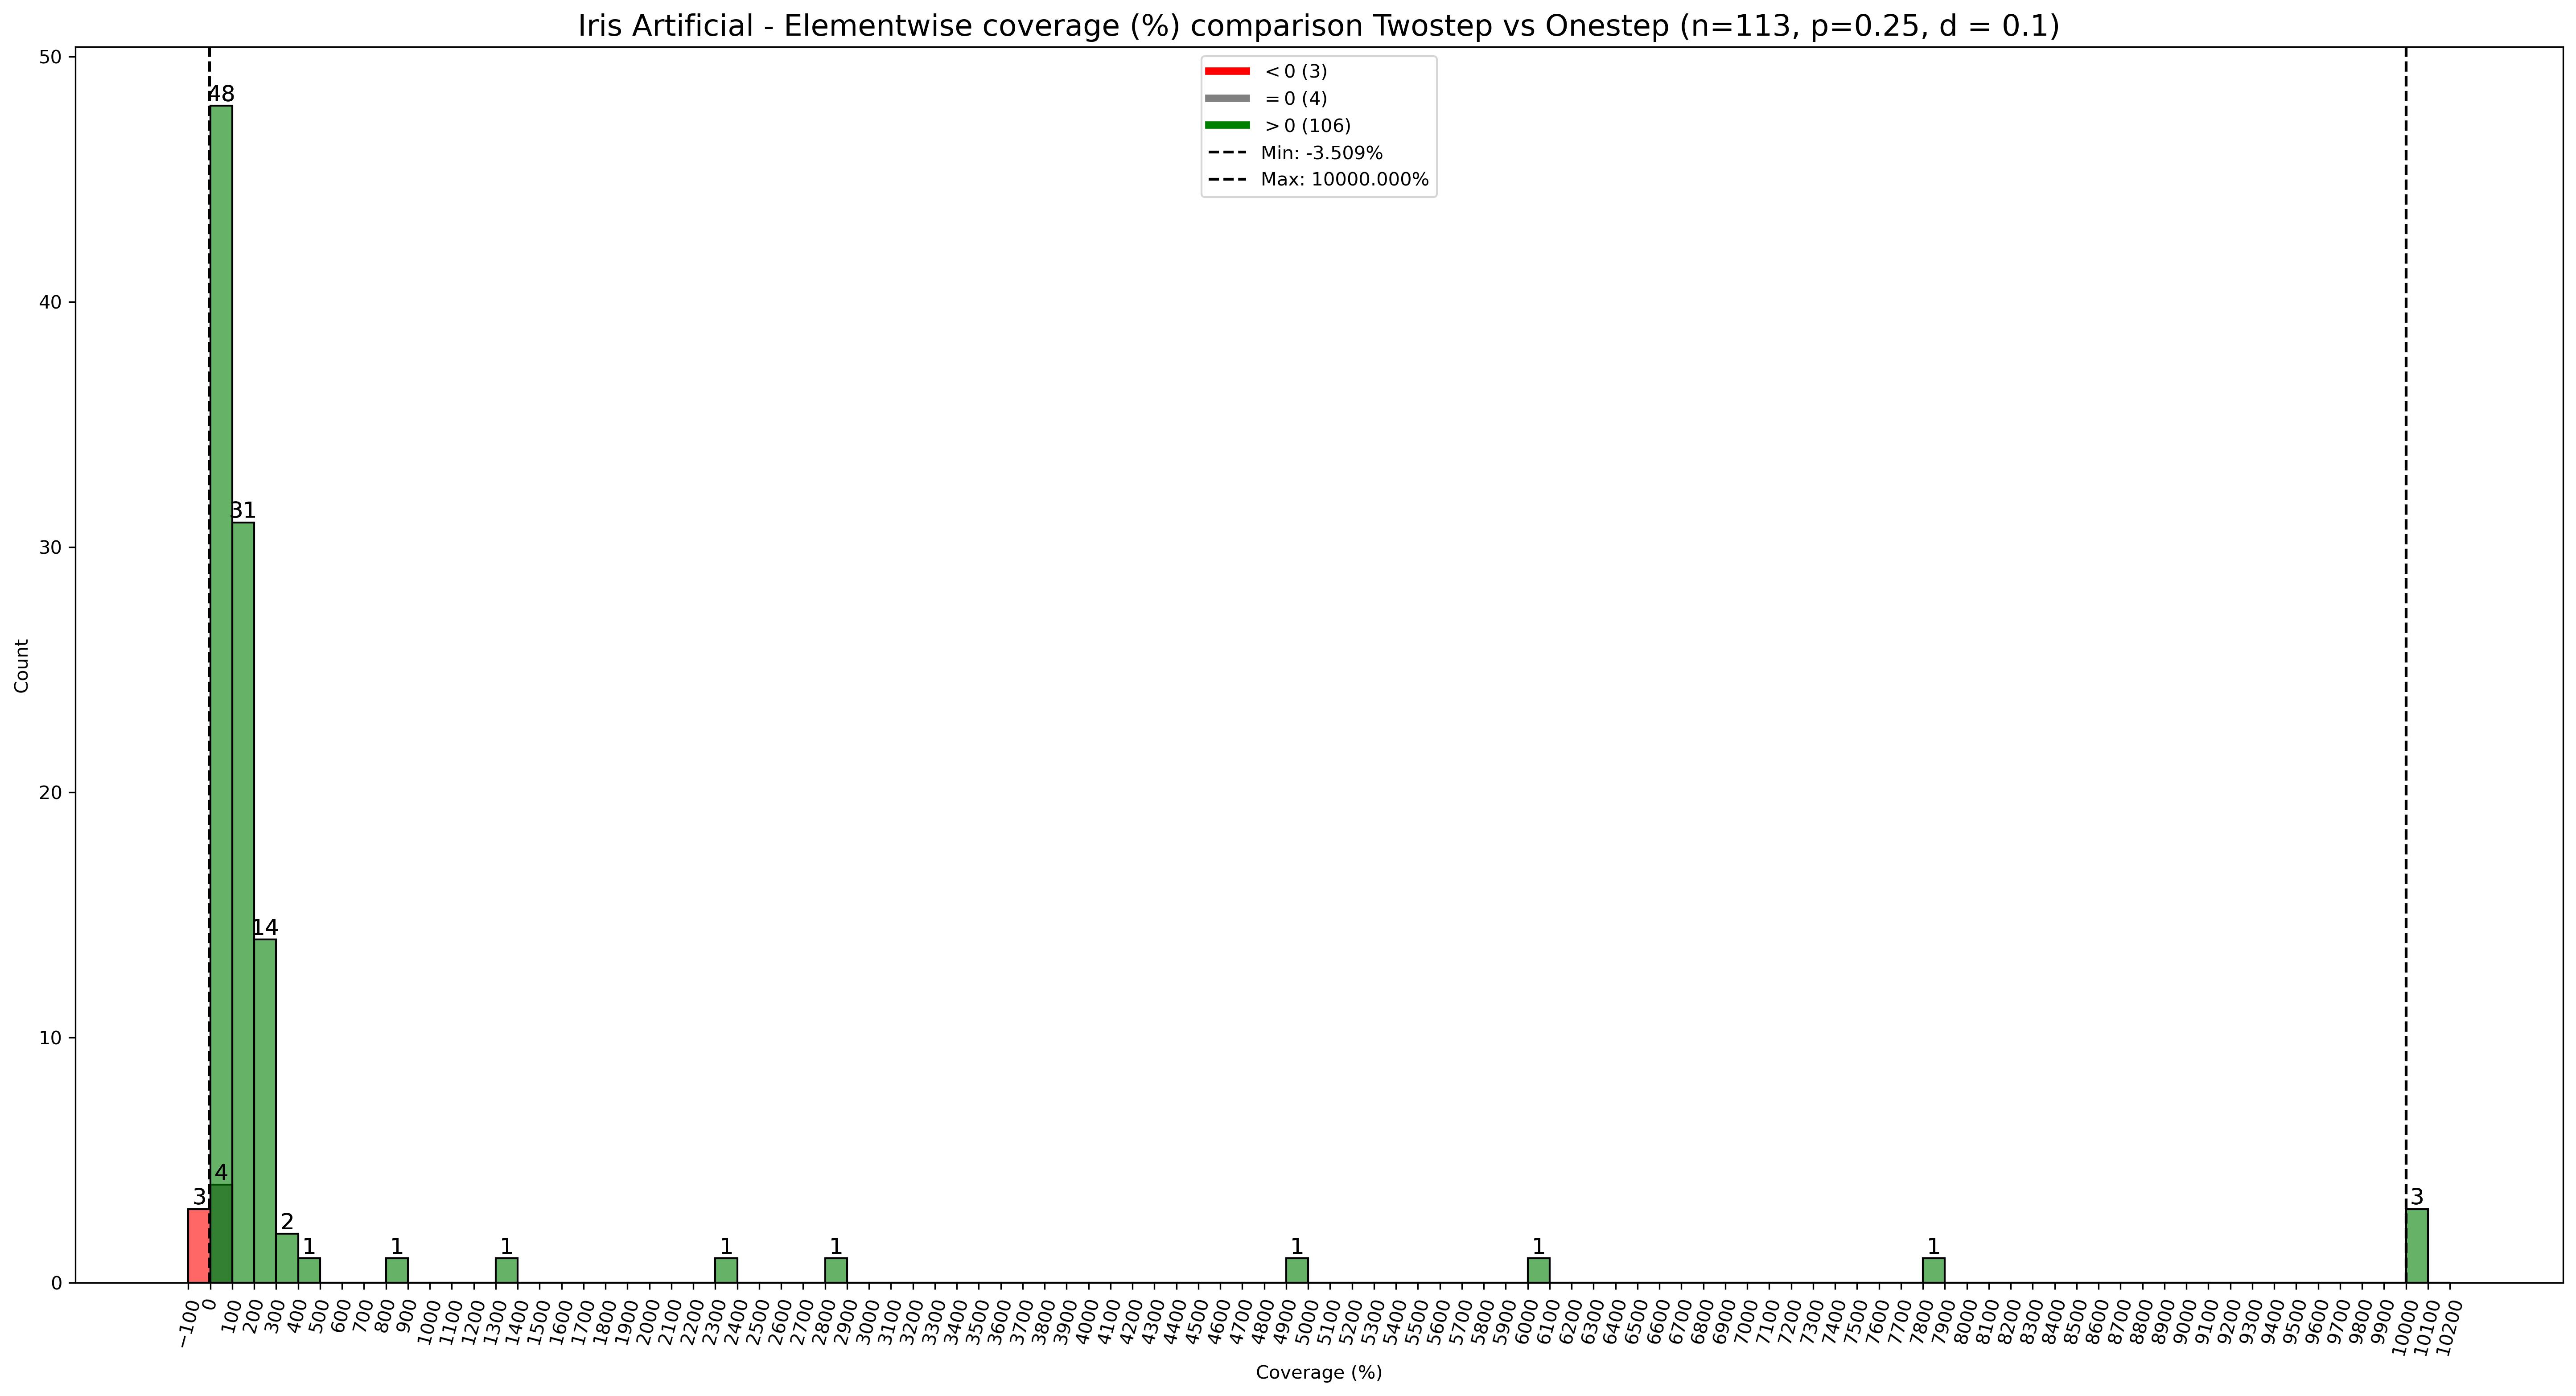 Iris Artificial - Elementwise coverage (%) comparison Twostep vs Onestep (n=113, p=0.25, d = 0.1)
< 0 (3)
= 0 (4)
> 0 (106)
Min: -3.509%
Max: 10000.000%
50
40
30
20
10
0
Count
48
31
14
4
3
2
1
1
1
1
1
1
1
1
3
−100 0 100 200 300 400 500 600 700 800 900 1000 1100 1200 1300 1400 1500 1600 1700 1800 1900 2000 2100 2200 2300 2400 2500 2600 2700 2800 2900 3000 3100 3200 3300 3400 3500 3600 3700 3800 3900 4000 4100 4200 4300 4400 4500 4600 4700 4800 4900 5000 5100 5200 5300 5400 5500 5600 5700 5800 5900 6000 6100 6200 6300 6400 6500 6600 6700 6800 6900 7000 7100 7200 7300 7400 7500 7600 7700 7800 7900 8000 8100 8200 8300 8400 8500 8600 8700 8800 8900 9000 9100 9200 9300 9400 9500 9600 9700 9800 9900 10000 10100 10200
Coverage (%)